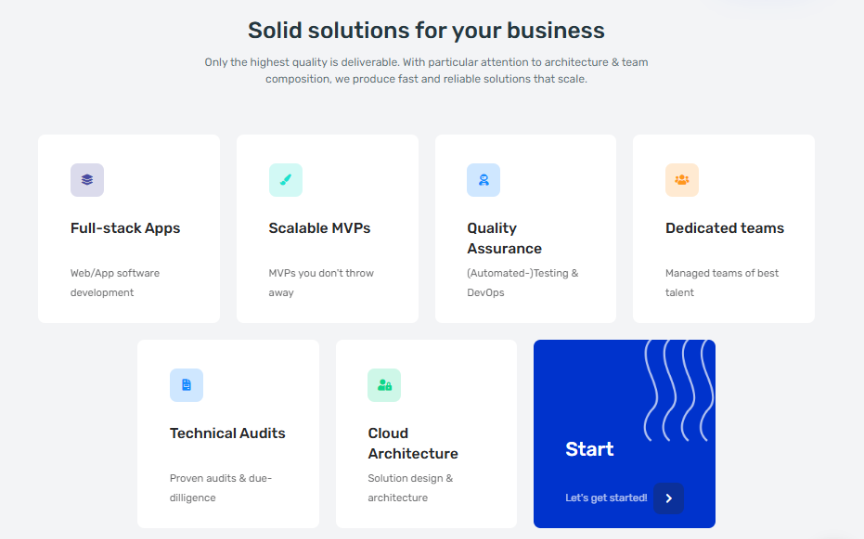 Solid solutions for your business
Only the highest quality is deliverable. With particular attention to architecture & team
composition, we produce fast and reliable solutions that scale.
Full-stack Apps
Web/App software
development
Scalable MVPs
MVPs you don't throw
away
Quality
Assurance
(Automated-)Testing &
DevOps
Dedicated teams
Managed teams of best
talent
Technical Audits
Proven audits & due-
dilligence
Cloud
Architecture
Solution design &
architecture
Start
Let's get started!